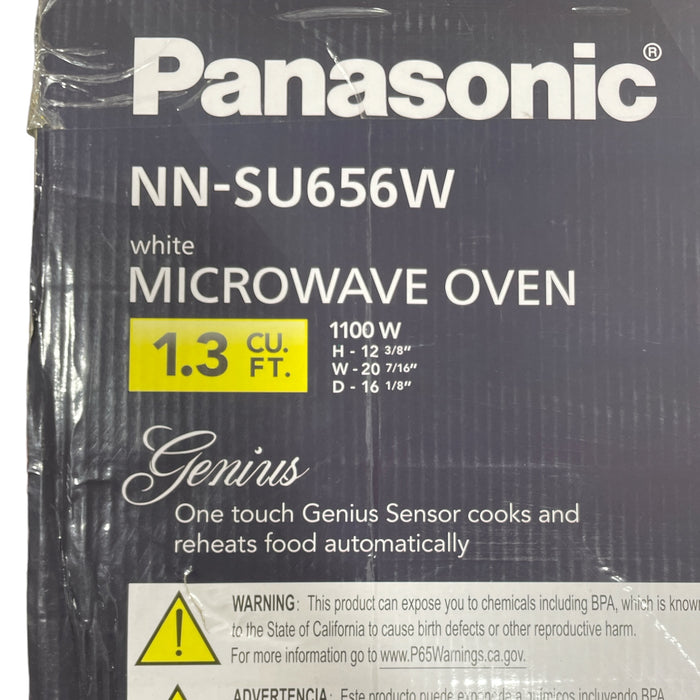 Panasonic®
NN-SU656W
white
MICROWAVE OVEN
1.3 CU. FT.
1100 W
H - 12 3/8"
W - 20 7/16"
D - 16 1/8"
Genius
One touch Genius Sensor cooks and
reheats food automatically
WARNING: This product can expose you to chemicals including BPA, which is known
to the State of California to cause birth defects or other reproductive harm.
For more information go to www.P65Warnings.ca.gov.
ADVERTENCIA: Este producto puede exponerle a químicos incluyendo BPA,